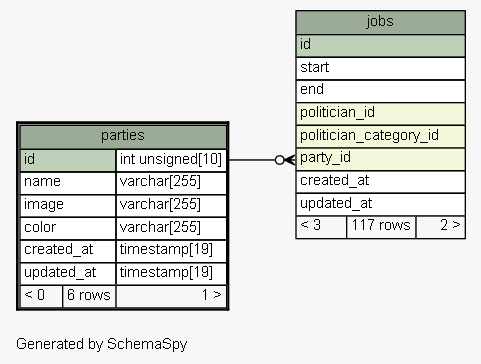 jobs
id
start
end
politician_id
politician_category_id
party_id
created_at
updated_at
< 3 117 rows 2 >
parties
id int unsigned[10]
name varchar[255]
image varchar[255]
color varchar[255]
created_at timestamp[19]
updated_at timestamp[19]
< 0 6 rows 1 >
Generated by SchemaSpy